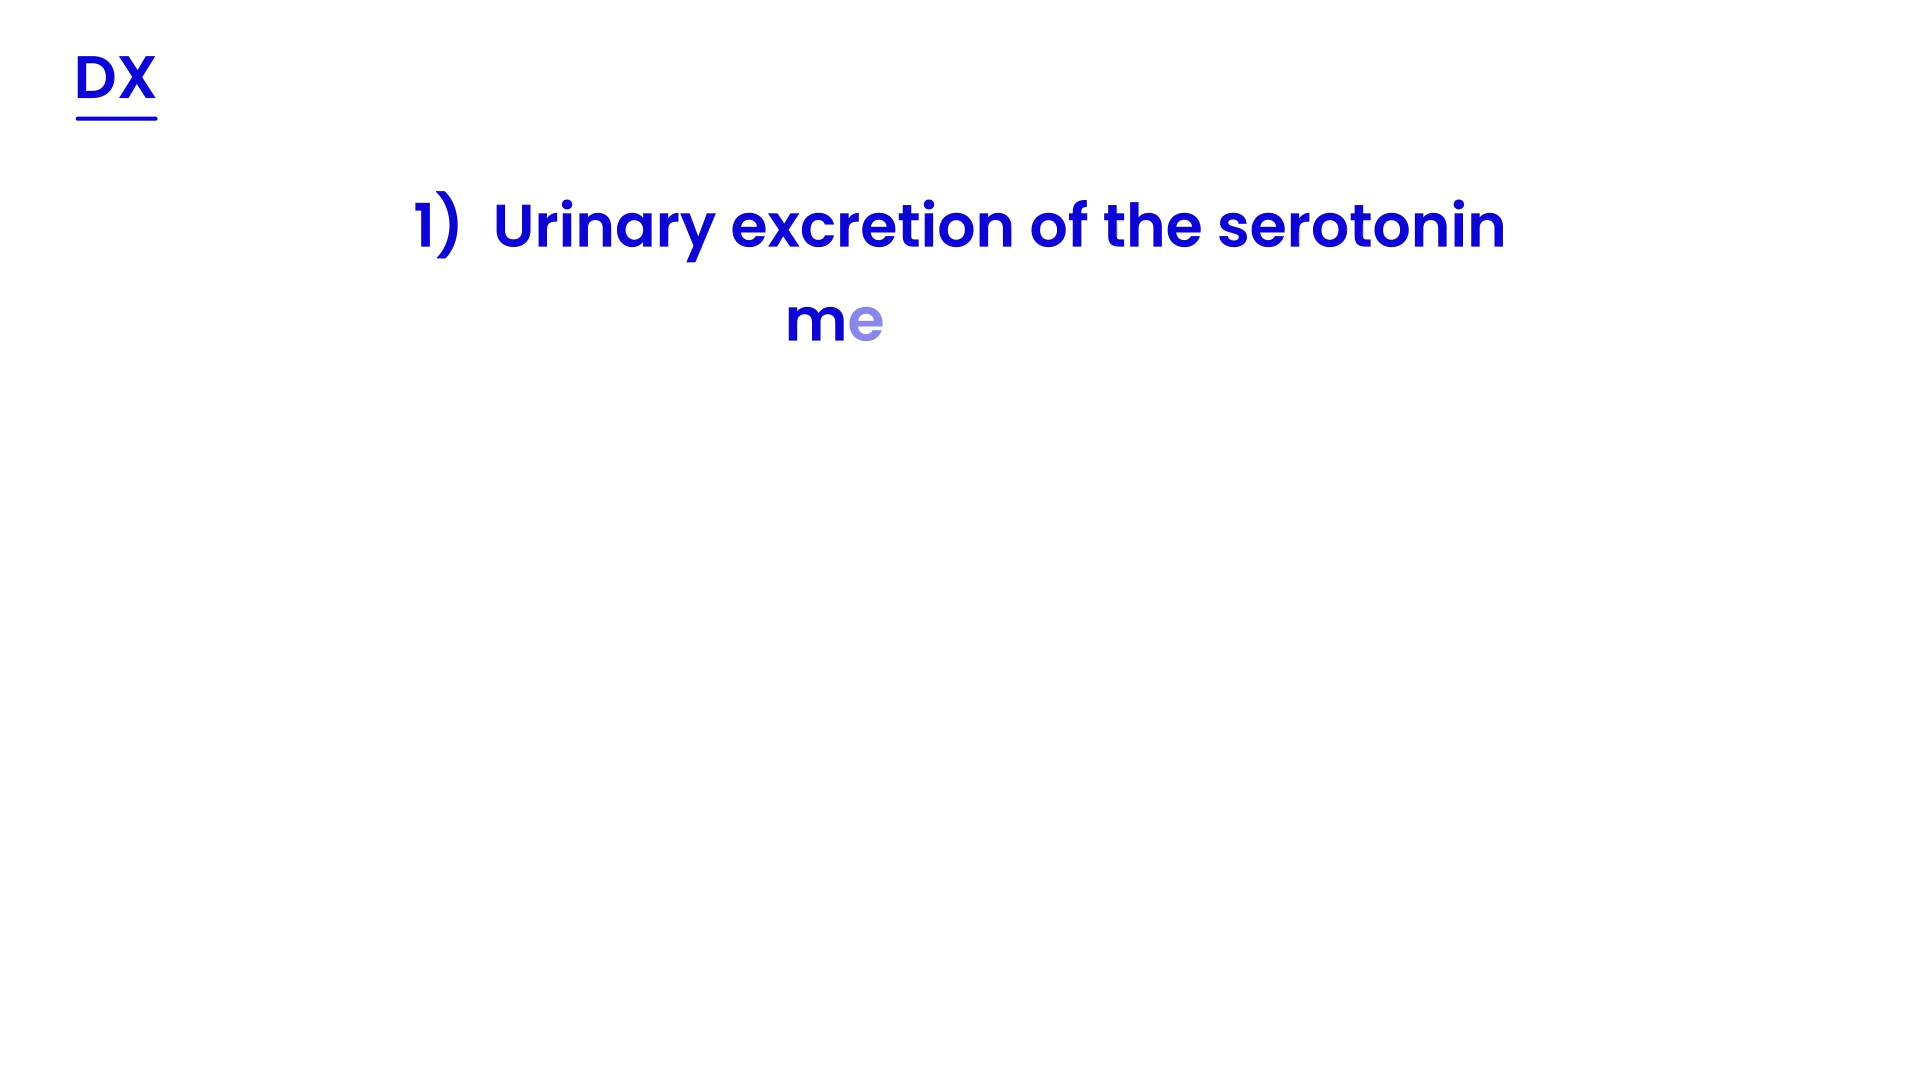 DX
1) Urinary excretion of the serotonin
me